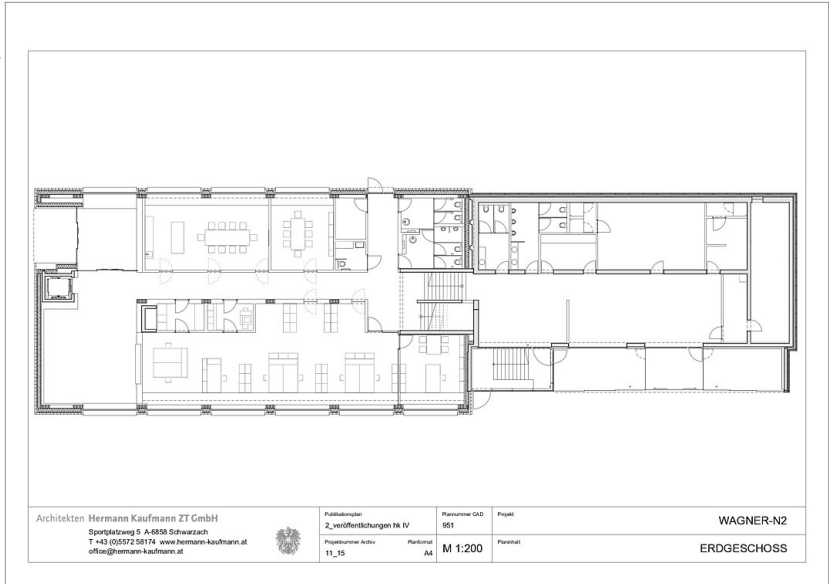 Architekten Hermann Kaufmann ZT GmbH
Sportplatzweg 5 A-6858 Schwarzach
T +43 (0)5572 58174 www.hermann-kaufmann.at
office@hermann-kaufmann.at
Publikationsplan
2_veröffentlichungen hk IV
Plannummer CAD
951
Projekt
WAGNER-N2
Projektnummer Archiv
11_15
Planformat
A4
M 1:200
Planinhalt
ERDGESCHOSS